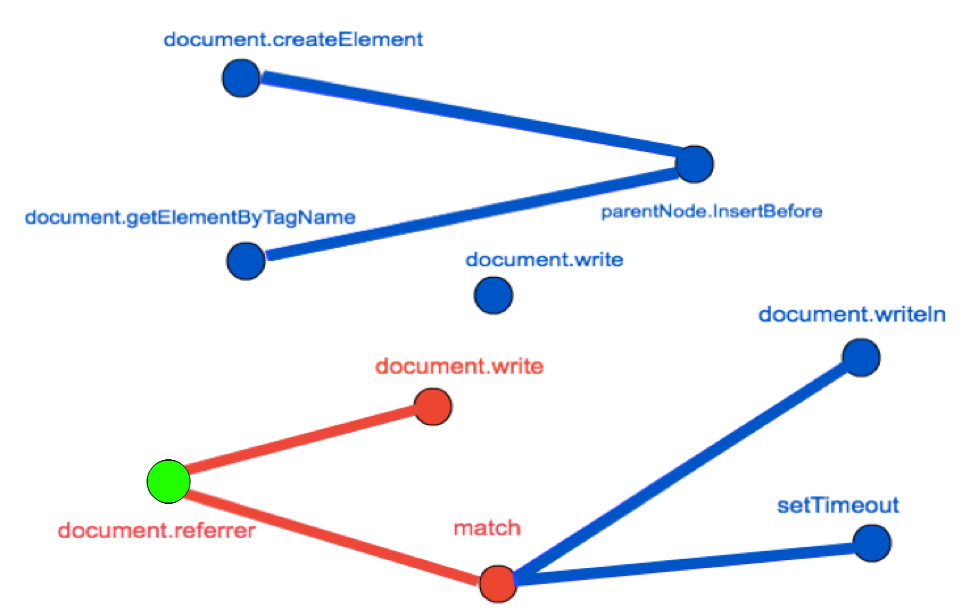 document.createElement
document.getElementByTagName
parentNode.InsertBefore
document.write
document.writeln
document.write
document.referrer
match
setTimeout